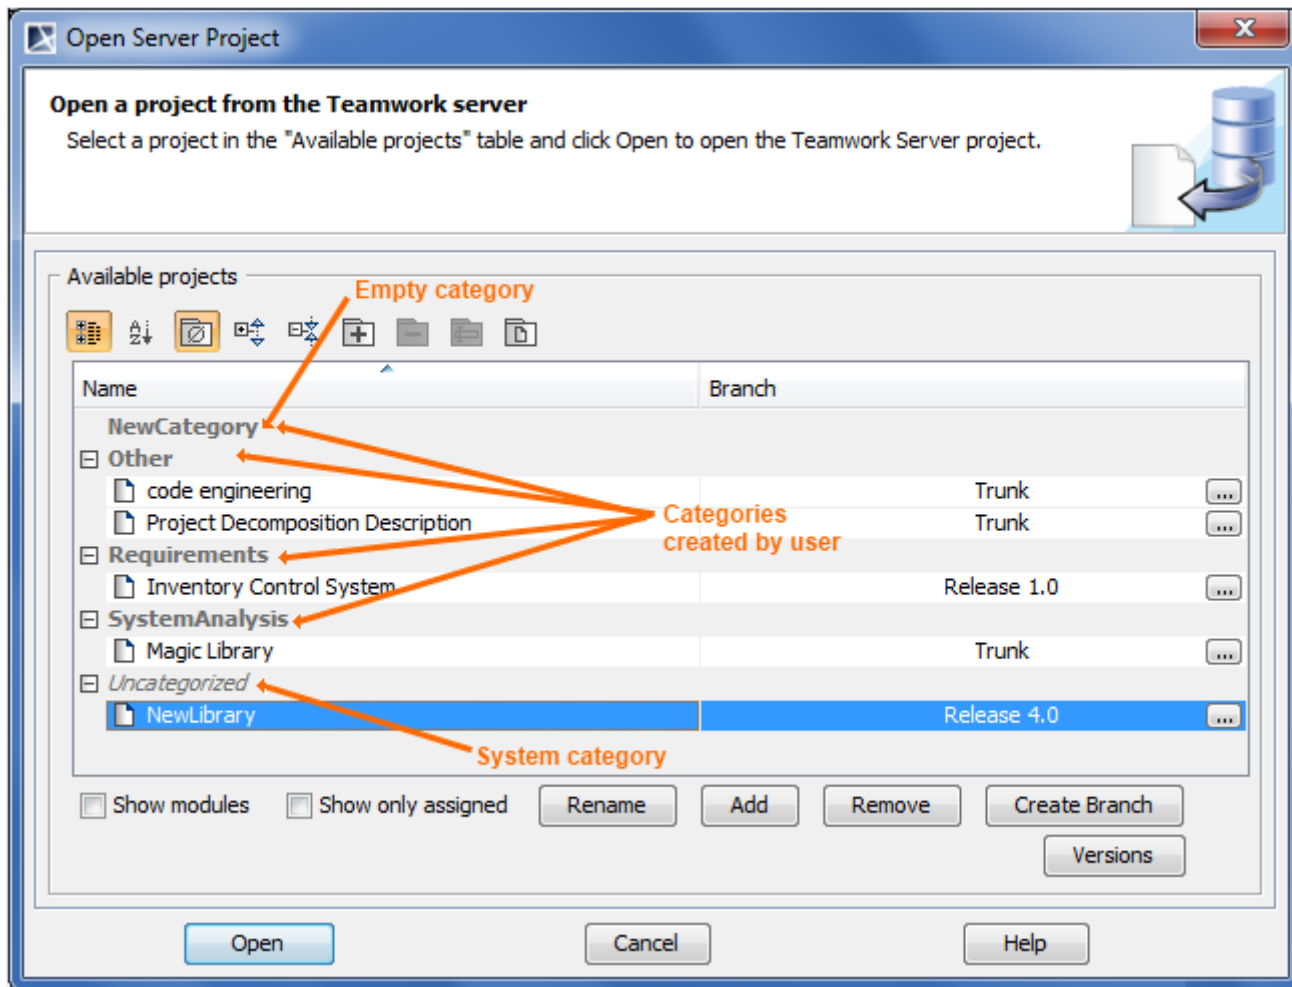 Open Server Project
Open a project from the Teamwork server
Select a project in the "Available projects" table and click Open to open the Teamwork Server project.
Available projects
Empty category
Name Branch
NewCategory
Other
code engineering Trunk ...
Project Decomposition Description Trunk ...
Categories
created by user
Requirements
Inventory Control System Release 1.0 ...
SystemAnalysis
Magic Library Trunk ...
Uncategorized
NewLibrary Release 4.0 ...
System category
Show modules Show only assigned Rename Add Remove Create Branch
Versions
Open Cancel Help